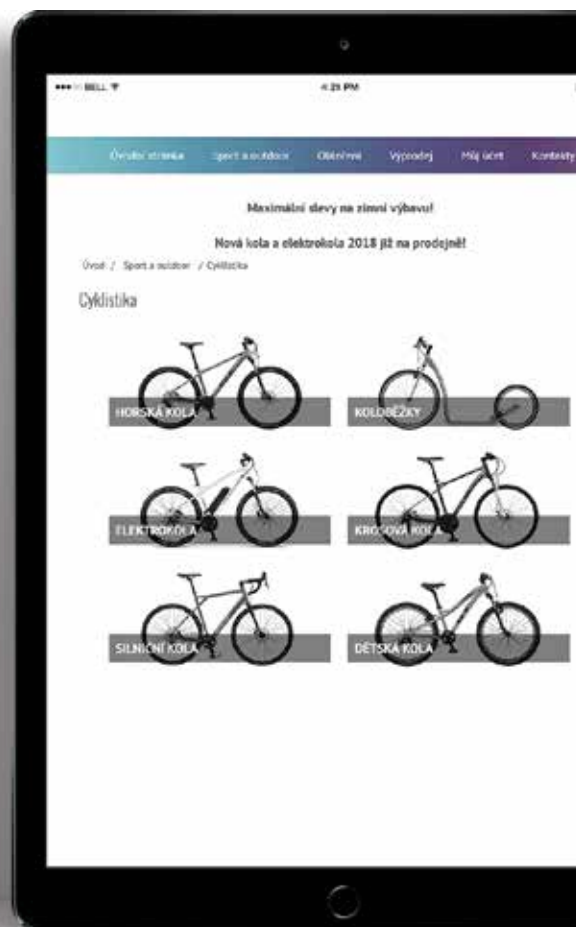 BELL 4:21 PM
Úvodní stránka Sport a outdoor Oblečení Výprodej Můj účet Kontakty
Maximální slevy na zimní výbavu!
Nová kola a elektrokola 2018 již na prodejně!
Úvod / Sport a outdoor / Cyklistika
Cyklistika
HORSKÁ KOLA KOLOBĚŽKY
ELEKTROKOLA KROSOVÁ KOLA
SILNIČNÍ KOLA DĚTSKÁ KOLA